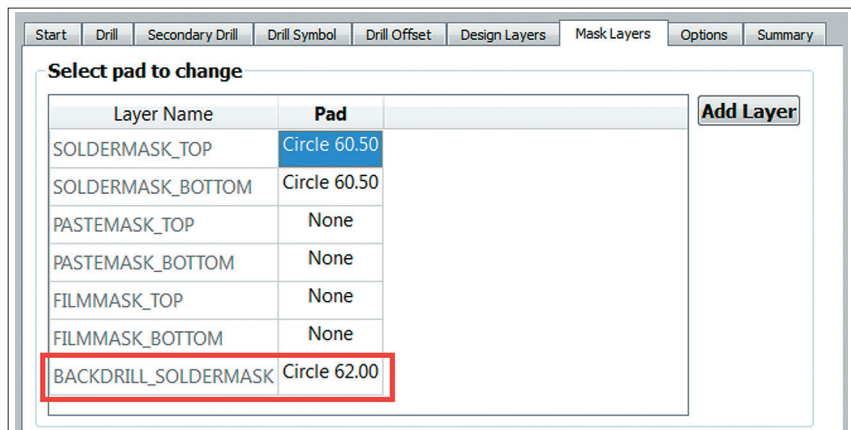 Start Drill Secondary Drill Drill Symbol Drill Offset Design Layers Mask Layers Options Summary
Select pad to change
Layer Name Pad Add Layer
SOLDERMASK_TOP Circle 60.50
SOLDERMASK_BOTTOM Circle 60.50
PASTEMASK_TOP None
PASTEMASK_BOTTOM None
FILMMASK_TOP None
FILMMASK_BOTTOM None
BACKDRILL_SOLDERMASK Circle 62.00